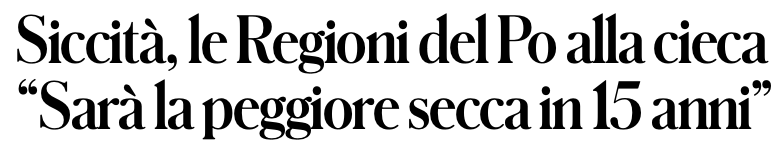 Siccità, le Regioni del Po alla cieca
“Sarà la peggiore secca in 15 anni”